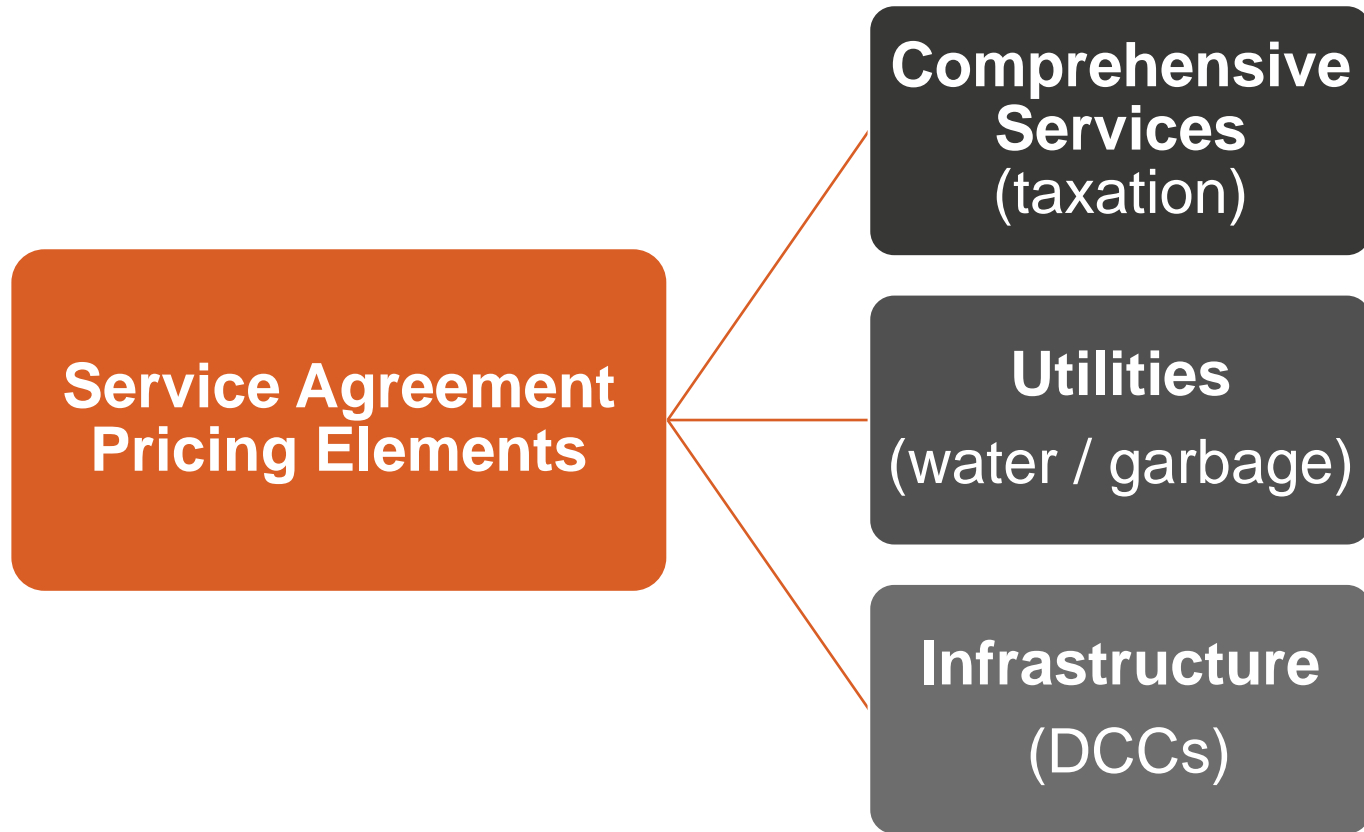 Service Agreement
Pricing Elements
Comprehensive
Services
(taxation)
Utilities
(water / garbage)
Infrastructure
(DCCs)